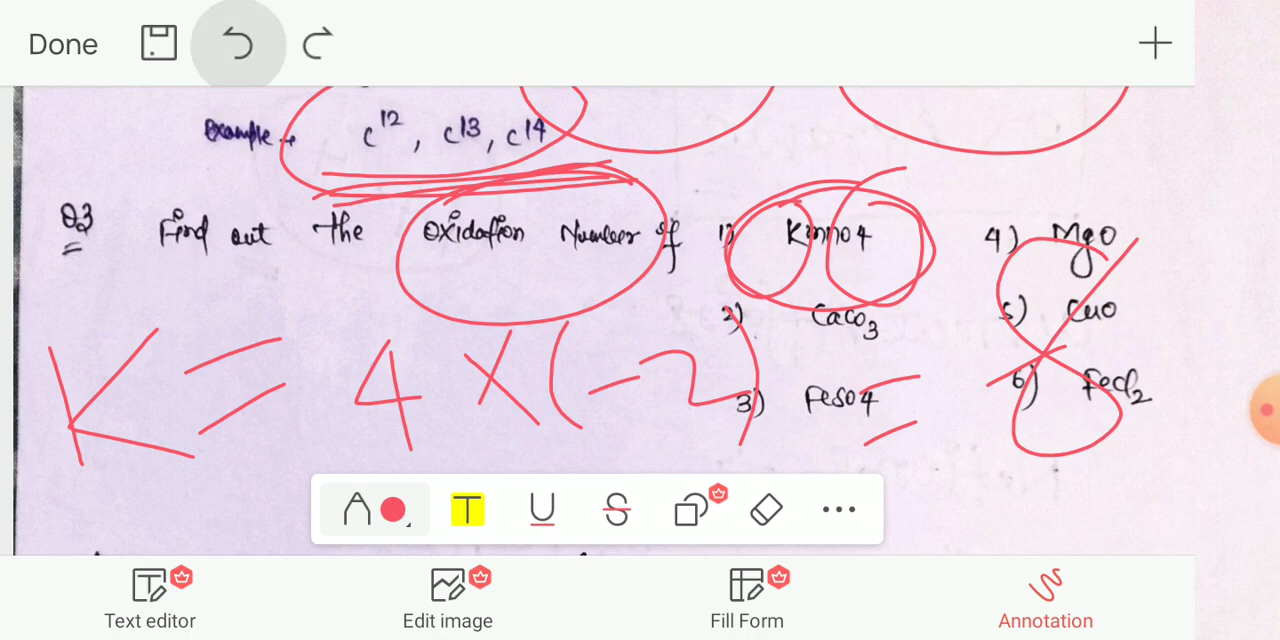 Done
Example → C12, C13, C14
Q3 Find out the Oxidation Number of 1) Kmno4 4) Mgo
2) CaCO3 5) Cuo
3) FeSO4 6) Fecl2
K = 4 x (-2) = 8
T U S
Text editor Edit image Fill Form Annotation